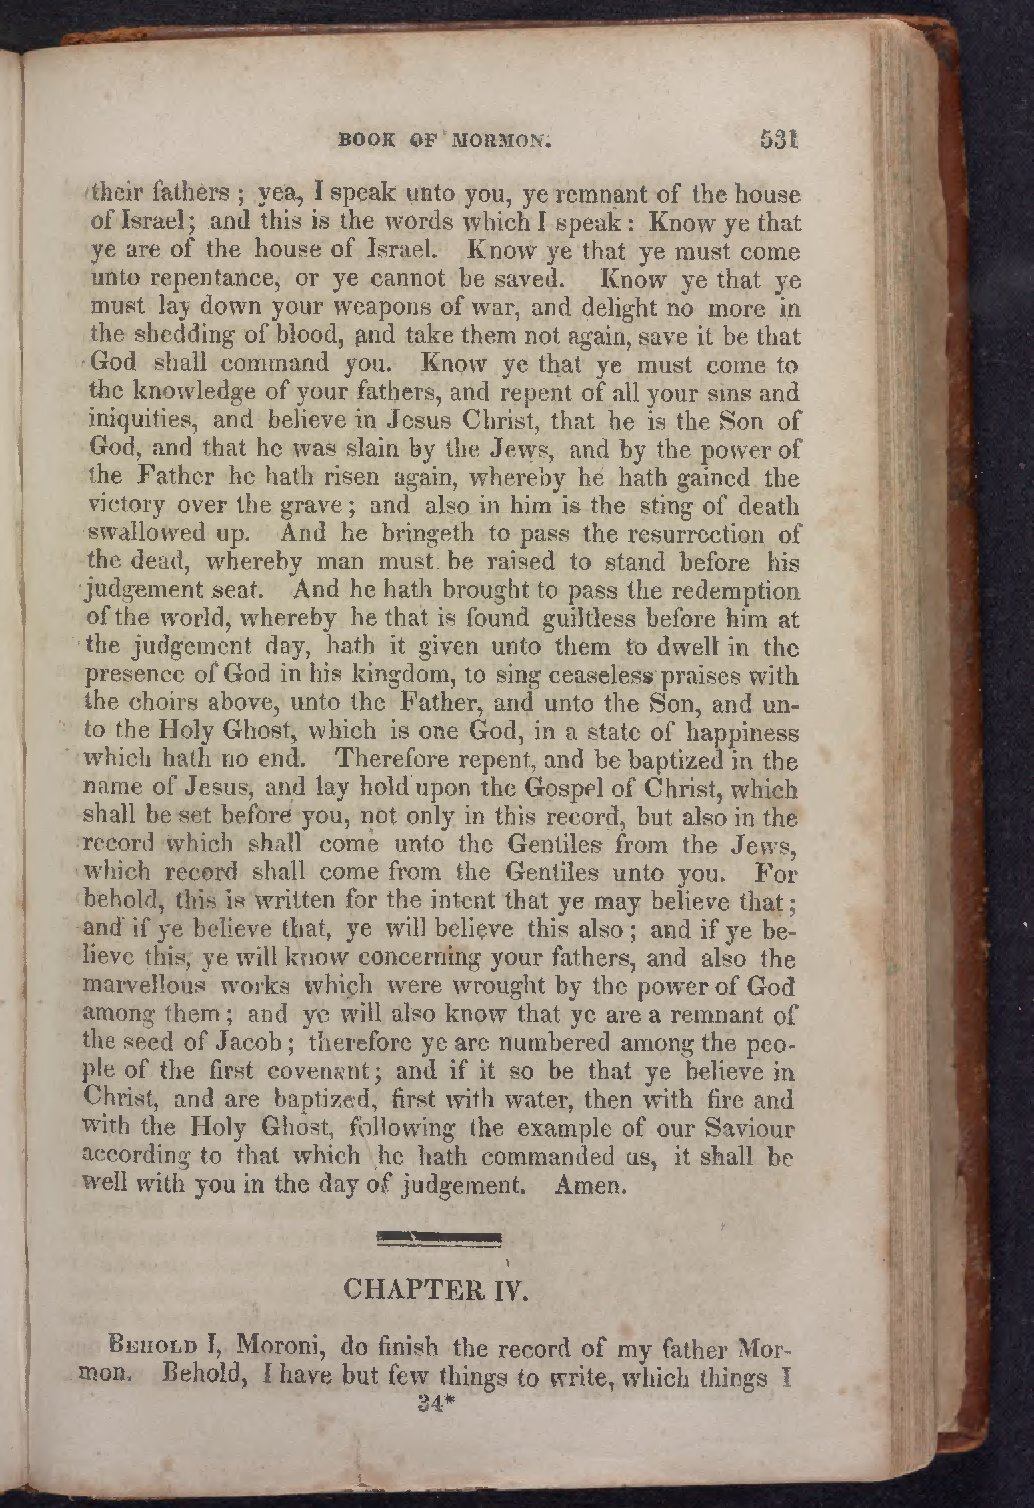 BOOK OF MORMON. 531
their fathers ; yea, I speak unto you, ye remnant of the house
of Israel; and this is the words which I speak : Know ye that
ye are of the house of Israel. Know ye that ye must come
unto repentance, or ye cannot be saved. Know ye that ye
must lay down your weapons of war, and delight no more in
the shedding of blood, and take them not again, save it be that
God shall command you. Know ye that ye must come to
the knowledge of your fathers, and repent of all your sins and
iniquities, and believe in Jesus Christ, that he is the Son of
God, and that he was slain by the Jews, and by the power of
the Father he hath risen again, whereby he hath gained the
victory over the grave ; and also in him is the sting of death
swallowed up. And he bringeth to pass the resurrection of
the dead, whereby man must be raised to stand before his
judgement seat. And he hath brought to pass the redemption
of the world, whereby he that is found guiltless before him at
the judgement day, hath it given unto them to dwell in the
presence of God in his kingdom, to sing ceaseless praises with
the choirs above, unto the Father, and unto the Son, and un-
to the Holy Ghost, which is one God, in a state of happiness
which hath no end. Therefore repent, and be baptized in the
name of Jesus, and lay hold upon the Gospel of Christ, which
shall be set before you, not only in this record, but also in the
record which shall come unto the Gentiles from the Jews,
which record shall come from the Gentiles unto you. For
behold, this is written for the intent that ye may believe that ;
and if ye believe that, ye will believe this also ; and if ye be-
lieve this, ye will know concerning your fathers, and also the
marvellous works which were wrought by the power of God
among them ; and ye will also know that ye are a remnant of
the seed of Jacob ; therefore ye are numbered among the peo-
ple of the first covenant; and if it so be that ye believe in
Christ, and are baptized, first with water, then with fire and
with the Holy Ghost, following the example of our Saviour
according to that which he hath commanded us, it shall be
well with you in the day of judgement. Amen.
CHAPTER IV.
BEHOLD I, Moroni, do finish the record of my father Mor-
mon. Behold, I have but few things to write, which things I
34*